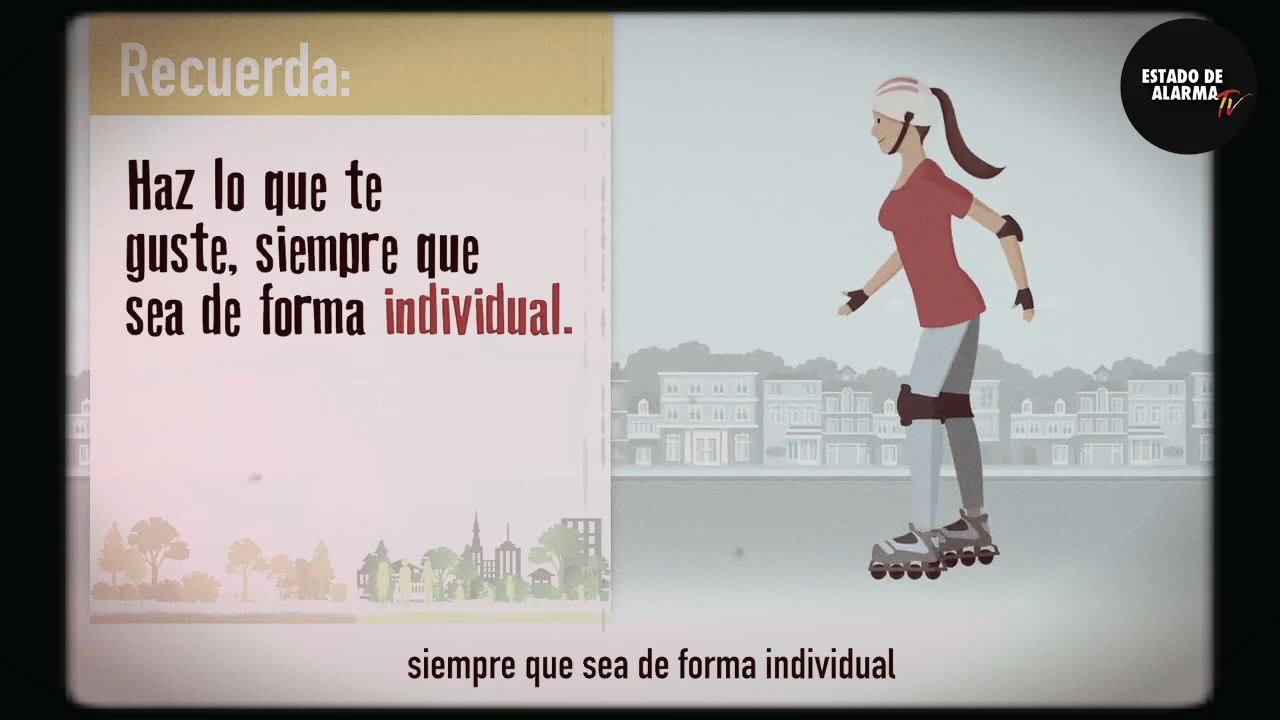 Recuerda:
Haz lo que te
guste, siempre que
sea de forma individual.
siempre que sea de forma individual
ESTADO DE
ALARMA
TV